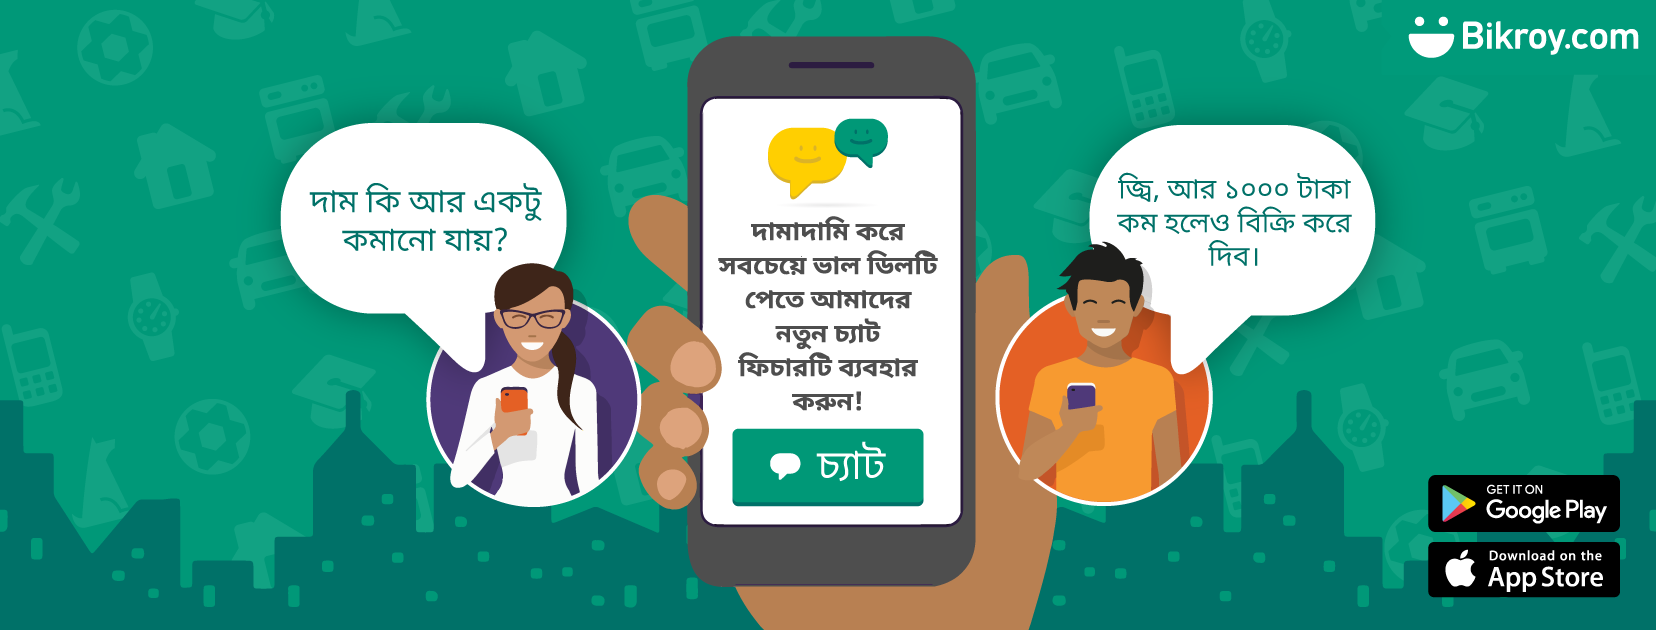 Bikroy.com
দাম কি আর একটু
কমানো যায়?
দামাদামি করে
সবচেয়ে ভাল ডিলটি
পেতে আমাদের
নতুন চ্যাট
ফিচারটি ব্যবহার
করুন!
চ্যাট
জ্বি, আর ১০০০ টাকা
কম হলেও বিক্রি করে
দিব।
GET IT ON
Google Play
Download on the
App Store